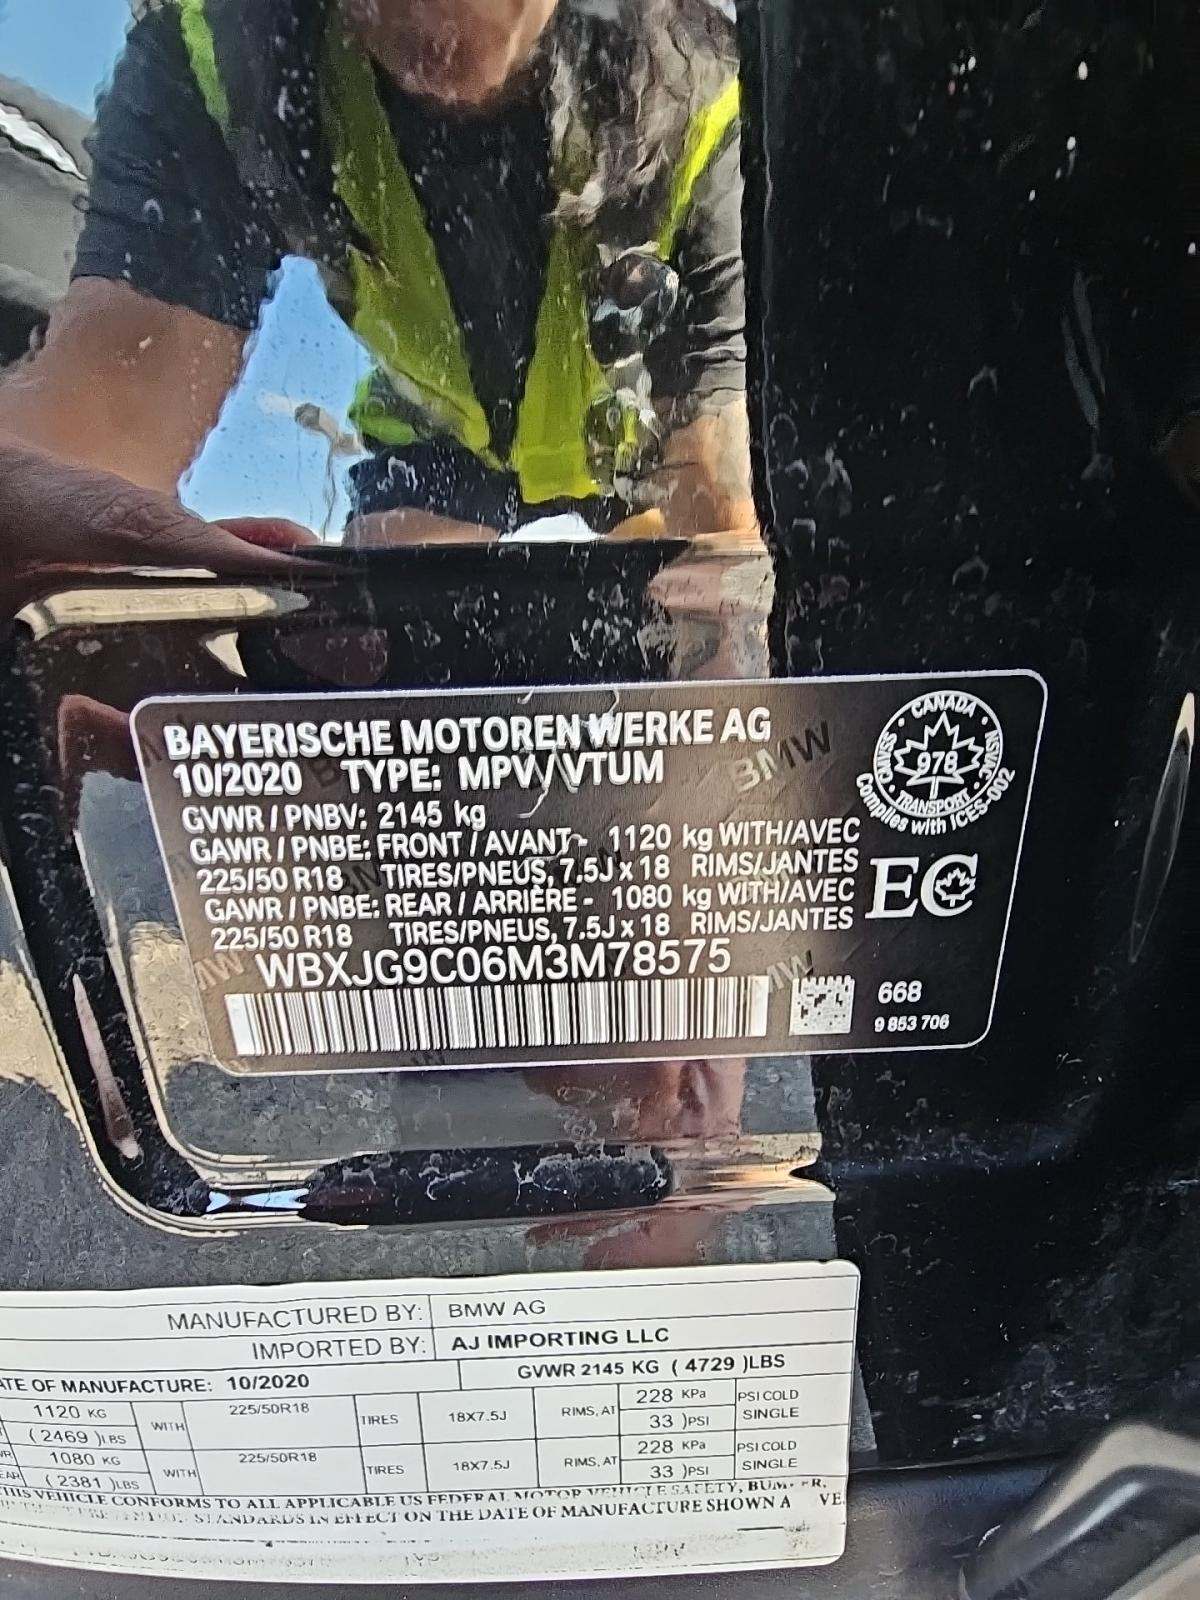 BAYERISCHE MOTOREN WERKE AG
10/2020 TYPE: MPV/VTUM
GVWR / PNBV: 2145 kg
GAWR / PNBE: FRONT / AVANT - 1120 kg WITH/AVEC
225/50 R18 TIRES/PNEUS, 7.5J x 18 RIMS/JANTES
GAWR / PNBE: REAR / ARRIÈRE - 1080 kg WITH/AVEC
225/50 R18 TIRES/PNEUS, 7.5J x 18 RIMS/JANTES
WBXJG9C06M3M78575
CANADA
978
TRANSPORT
Complies with ICES-002
EC
668
9 853 706
BMW
BMW
MANUFACTURED BY: BMW AG
IMPORTED BY: AJ IMPORTING LLC
ATE OF MANUFACTURE: 10/2020 GVWR 2145 KG ( 4729 )LBS
1120 KG WITH 225/50R18 TIRES 18X7.5J RIMS, AT 228 KPa PSI COLD
( 2469 )LBS 33 )PSI SINGLE
1080 KG WITH 225/50R18 TIRES 18X7.5J RIMS, AT 228 KPa PSI COLD
( 2381 )LBS 33 )PSI SINGLE
THIS VEHICLE CONFORMS TO ALL APPLICABLE US FEDERAL MOTOR VEHICLE SAFETY,
STANDARDS IN EFFECT ON THE DATE OF MANUFACTURE SHOWN